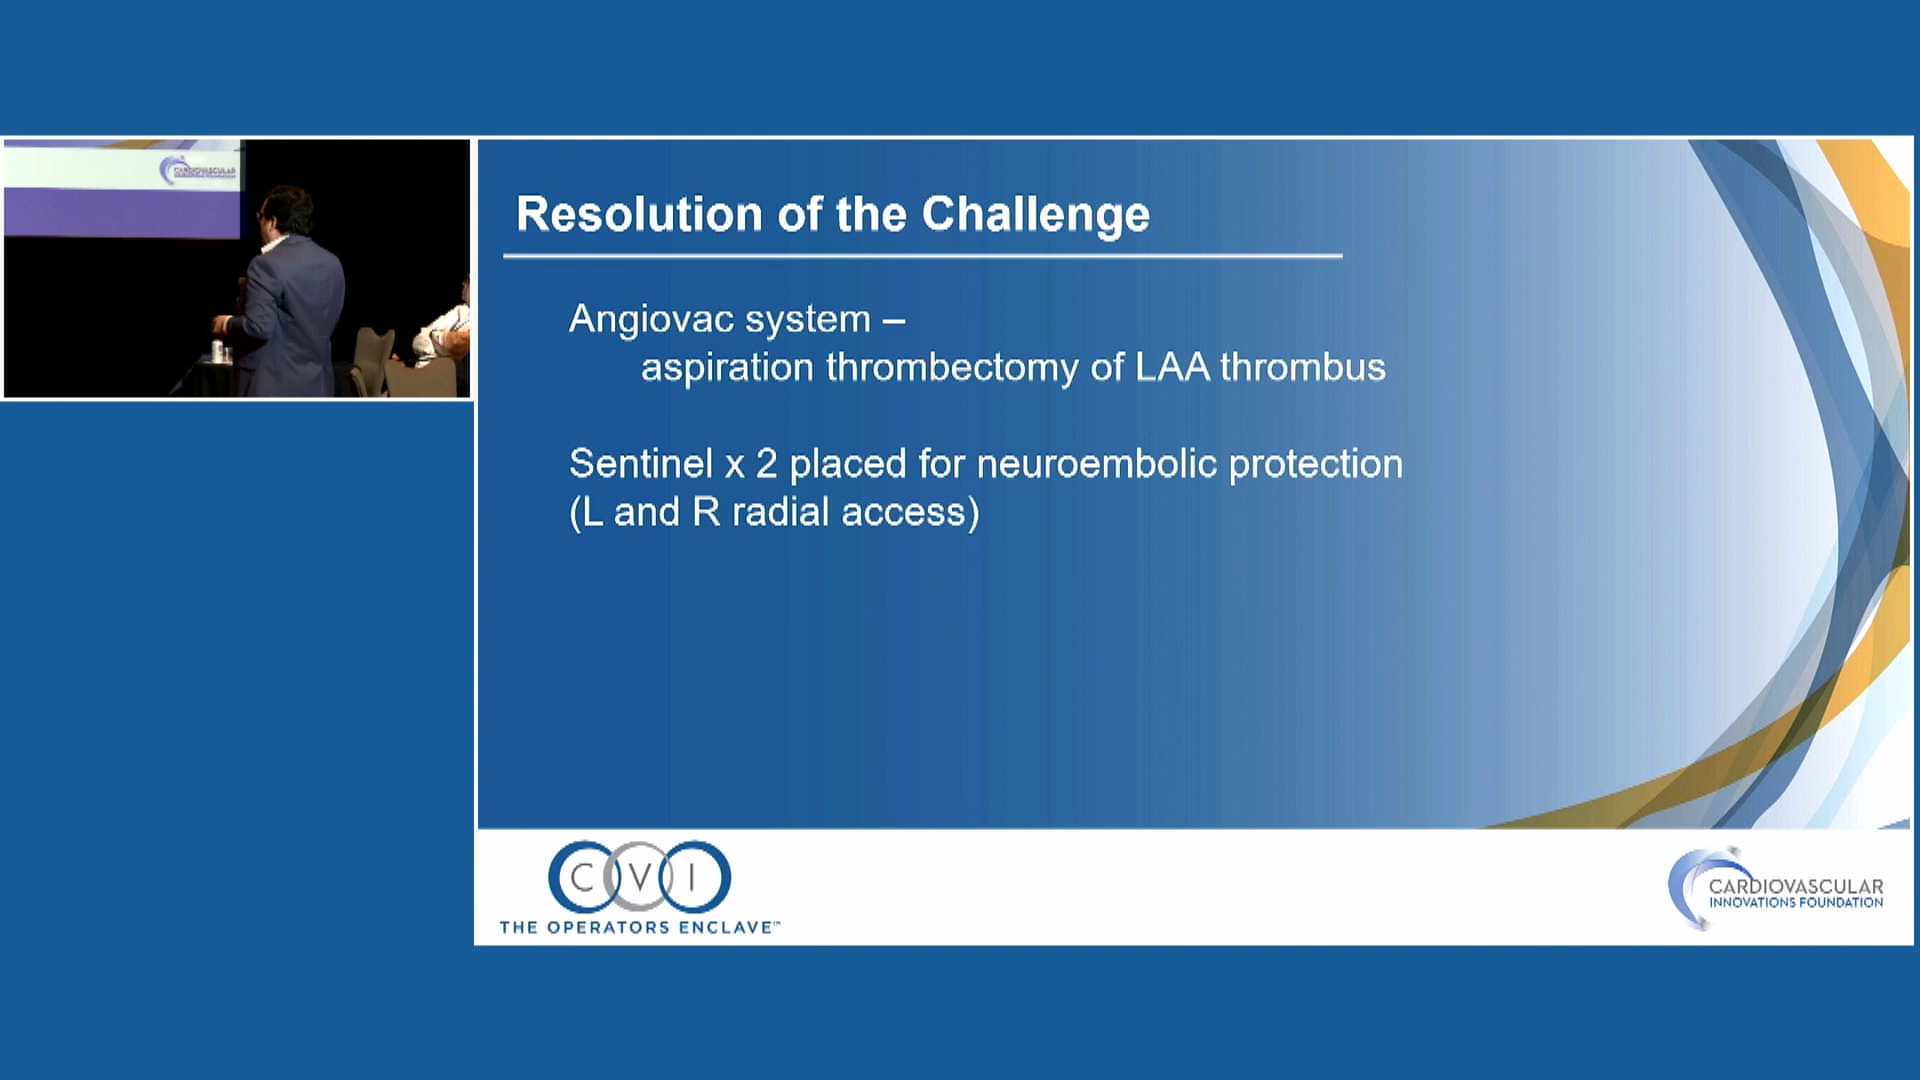 CARDIOVASCULAR
Resolution of the Challenge
Angiovac system –
aspiration thrombectomy of LAA thrombus
Sentinel x 2 placed for neuroembolic protection
(L and R radial access)
C V I
THE OPERATORS ENCLAVE™
CARDIOVASCULAR
INNOVATIONS FOUNDATION